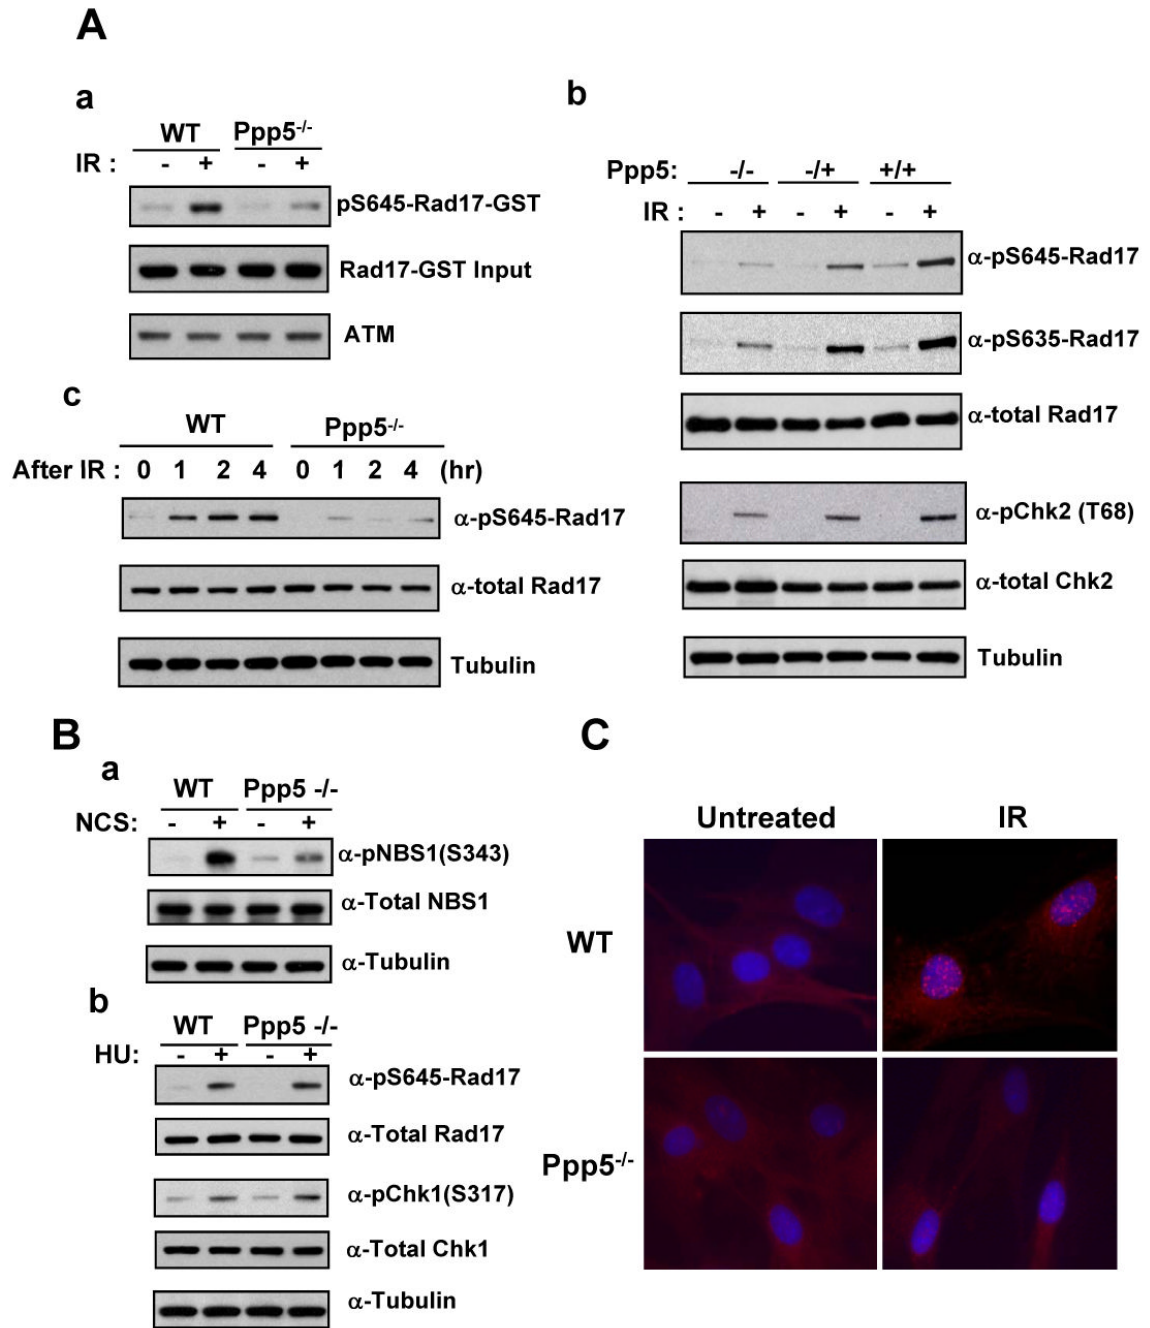 A
a
WT Ppp5-/-
IR : - + - +
pS645-Rad17-GST
Rad17-GST Input
ATM
b
Ppp5: -/- -/+ +/+
IR : - + - + - +
α-pS645-Rad17
α-pS635-Rad17
α-total Rad17
α-pChk2 (T68)
α-total Chk2
Tubulin
c
WT Ppp5-/-
After IR : 0 1 2 4 0 1 2 4 (hr)
α-pS645-Rad17
α-total Rad17
Tubulin
B
a
WT Ppp5 -/-
NCS: - + - +
α-pNBS1(S343)
α-Total NBS1
α-Tubulin
b
WT Ppp5 -/-
HU: - + - +
α-pS645-Rad17
α-Total Rad17
α-pChk1(S317)
α-Total Chk1
α-Tubulin
C
Untreated IR
WT
Ppp5-/-